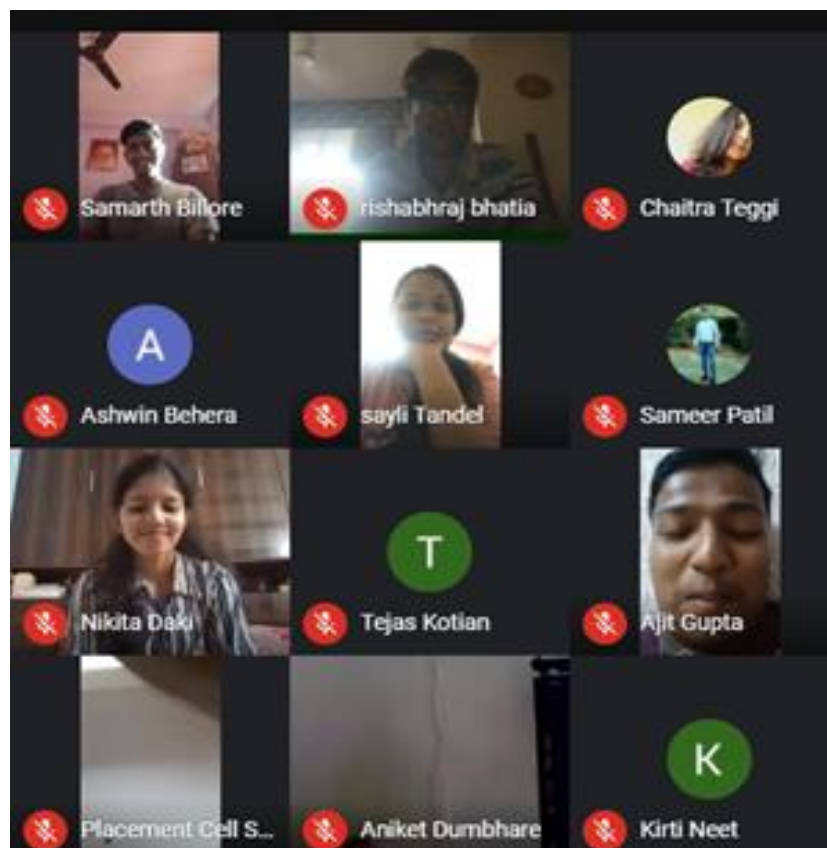 Samarth Billore
rishabhraj bhatia
Chaitra Teggi
A
Ashwin Behera
sayli Tandel
Sameer Patil
Nikita Daki
T
Tejas Kotian
Ajit Gupta
Placement Cell S...
Aniket Dumbhare
K
Kirti Neet